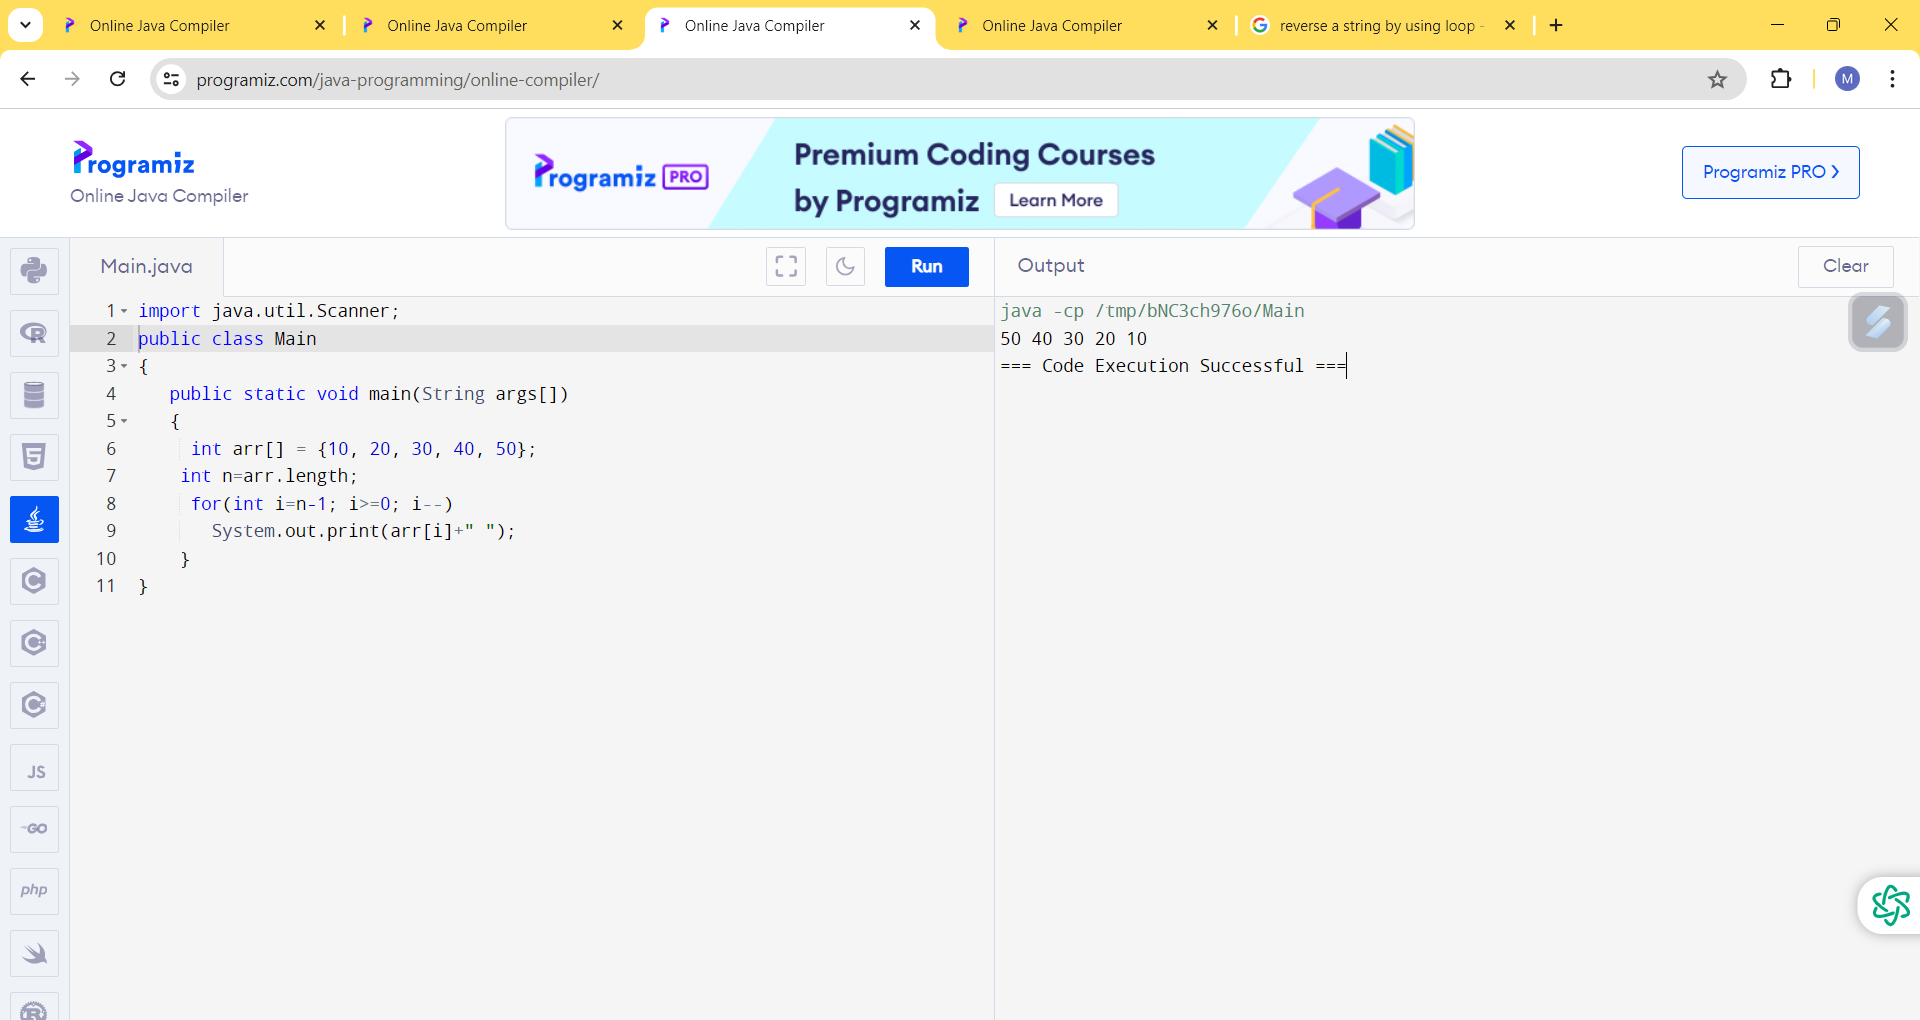 Online Java Compiler
Online Java Compiler
Online Java Compiler
Online Java Compiler
reverse a string by using loop -
programiz.com/java-programming/online-compiler/
M
Programiz
Online Java Compiler
Programiz PRO
Premium Coding Courses
by Programiz
Learn More
Programiz PRO
Main.java
Run
Output
Clear
1 import java.util.Scanner;
2 public class Main
3 {
4 public static void main(String args[])
5 {
6 int arr[] = {10, 20, 30, 40, 50};
7 int n=arr.length;
8 for(int i=n-1; i>=0; i--)
9 System.out.print(arr[i]+" ");
10 }
11 }
java -cp /tmp/bNC3ch976o/Main
50 40 30 20 10
=== Code Execution Successful ===
R
5
C
C
C
JS
GO
php
R